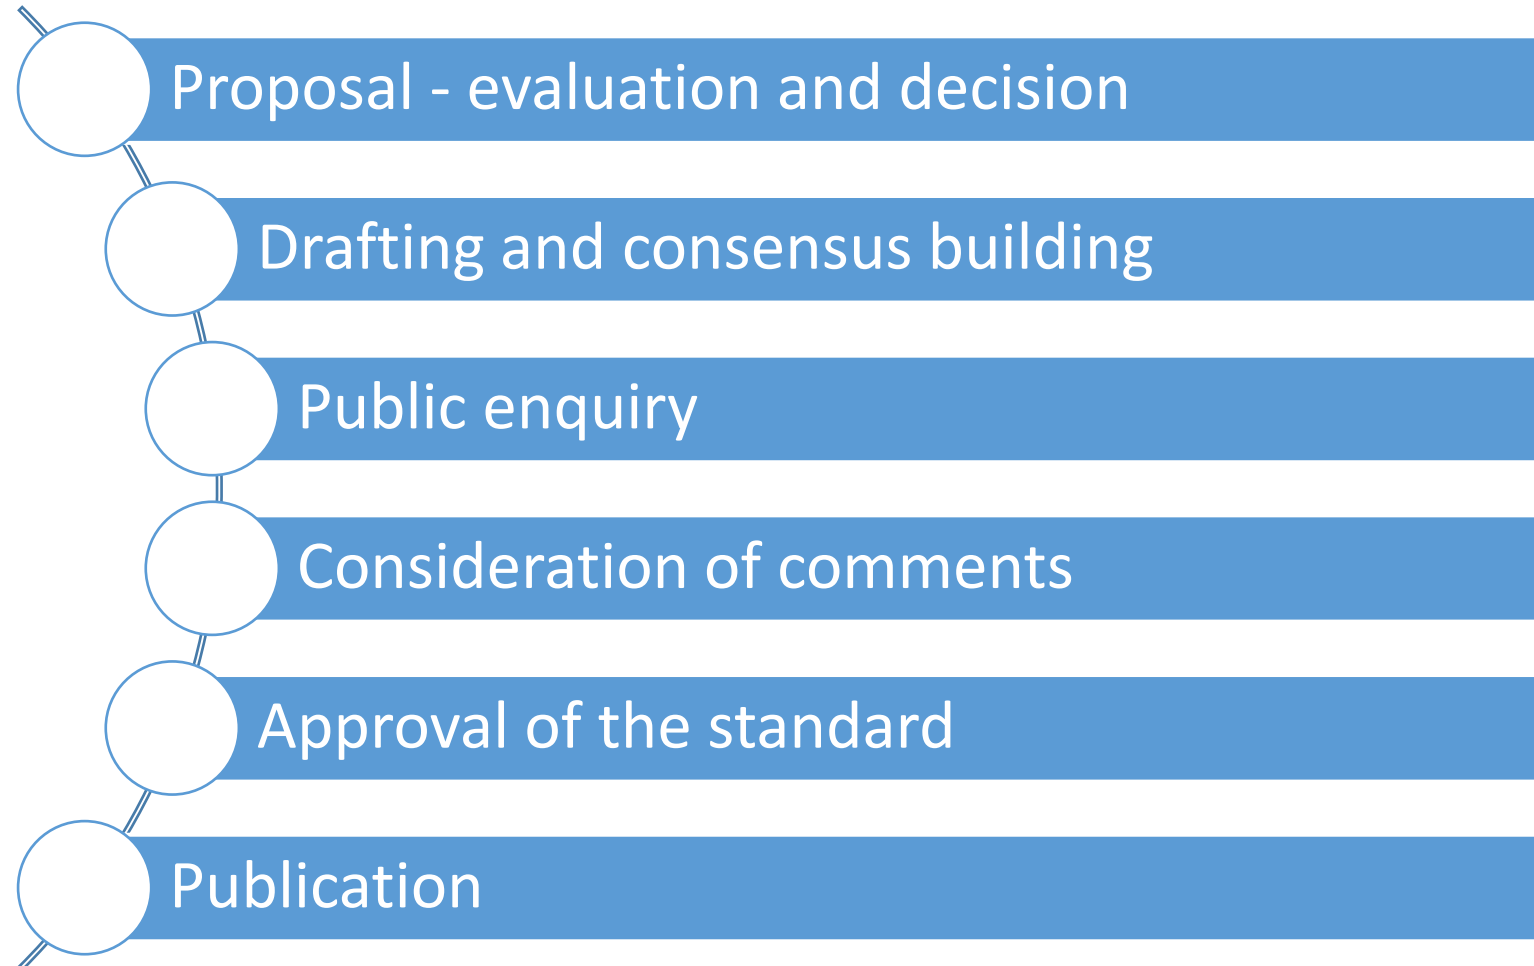 Proposal - evaluation and decision
Drafting and consensus building
Public enquiry
Consideration of comments
Approval of the standard
Publication